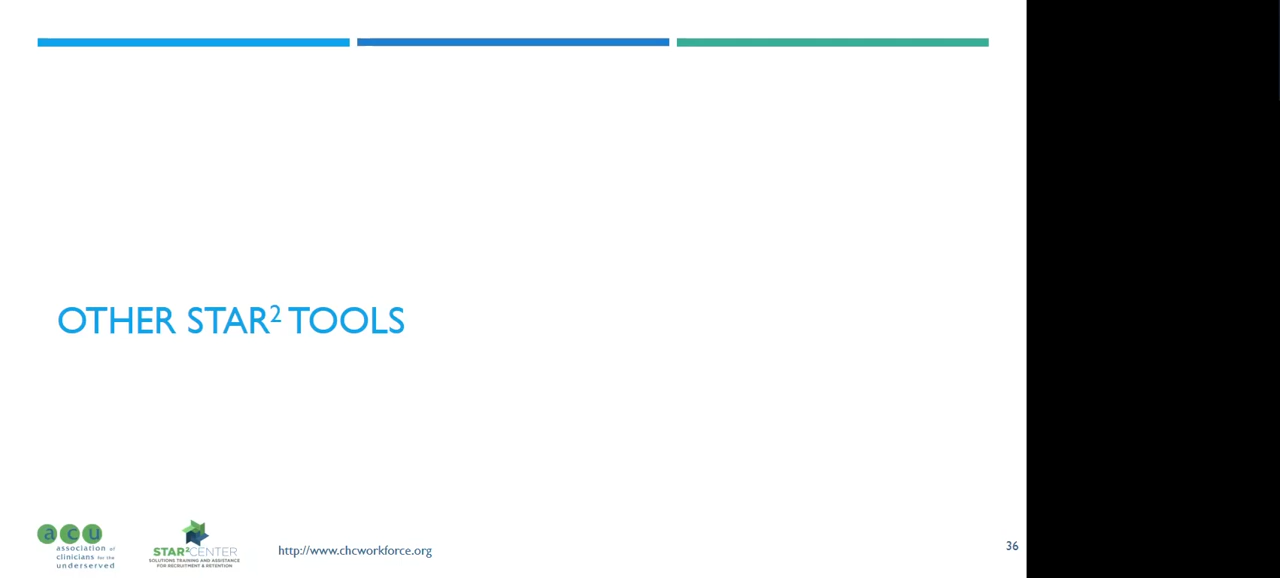 OTHER STAR² TOOLS
acu
association of
clinicians for the
underserved
STAR²CENTER
SOLUTIONS TRAINING AND ASSISTANCE
FOR RECRUITMENT & RETENTION
http://www.chcworkforce.org
36